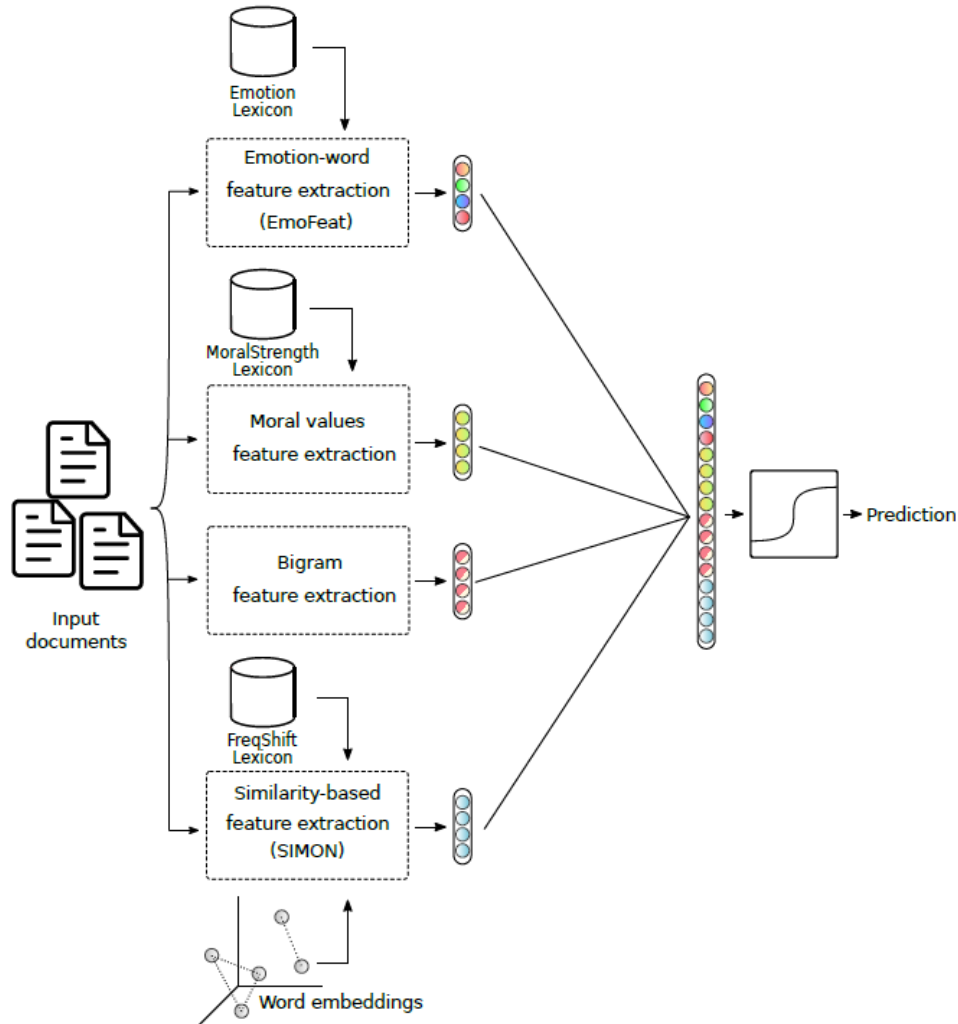 Emotion
Lexicon
Emotion-word
feature extraction
(EmoFeat)
MoralStrength
Lexicon
Moral values
feature extraction
Input
documents
Bigram
feature extraction
Prediction
FreqShift
Lexicon
Similarity-based
feature extraction
(SIMON)
Word embeddings